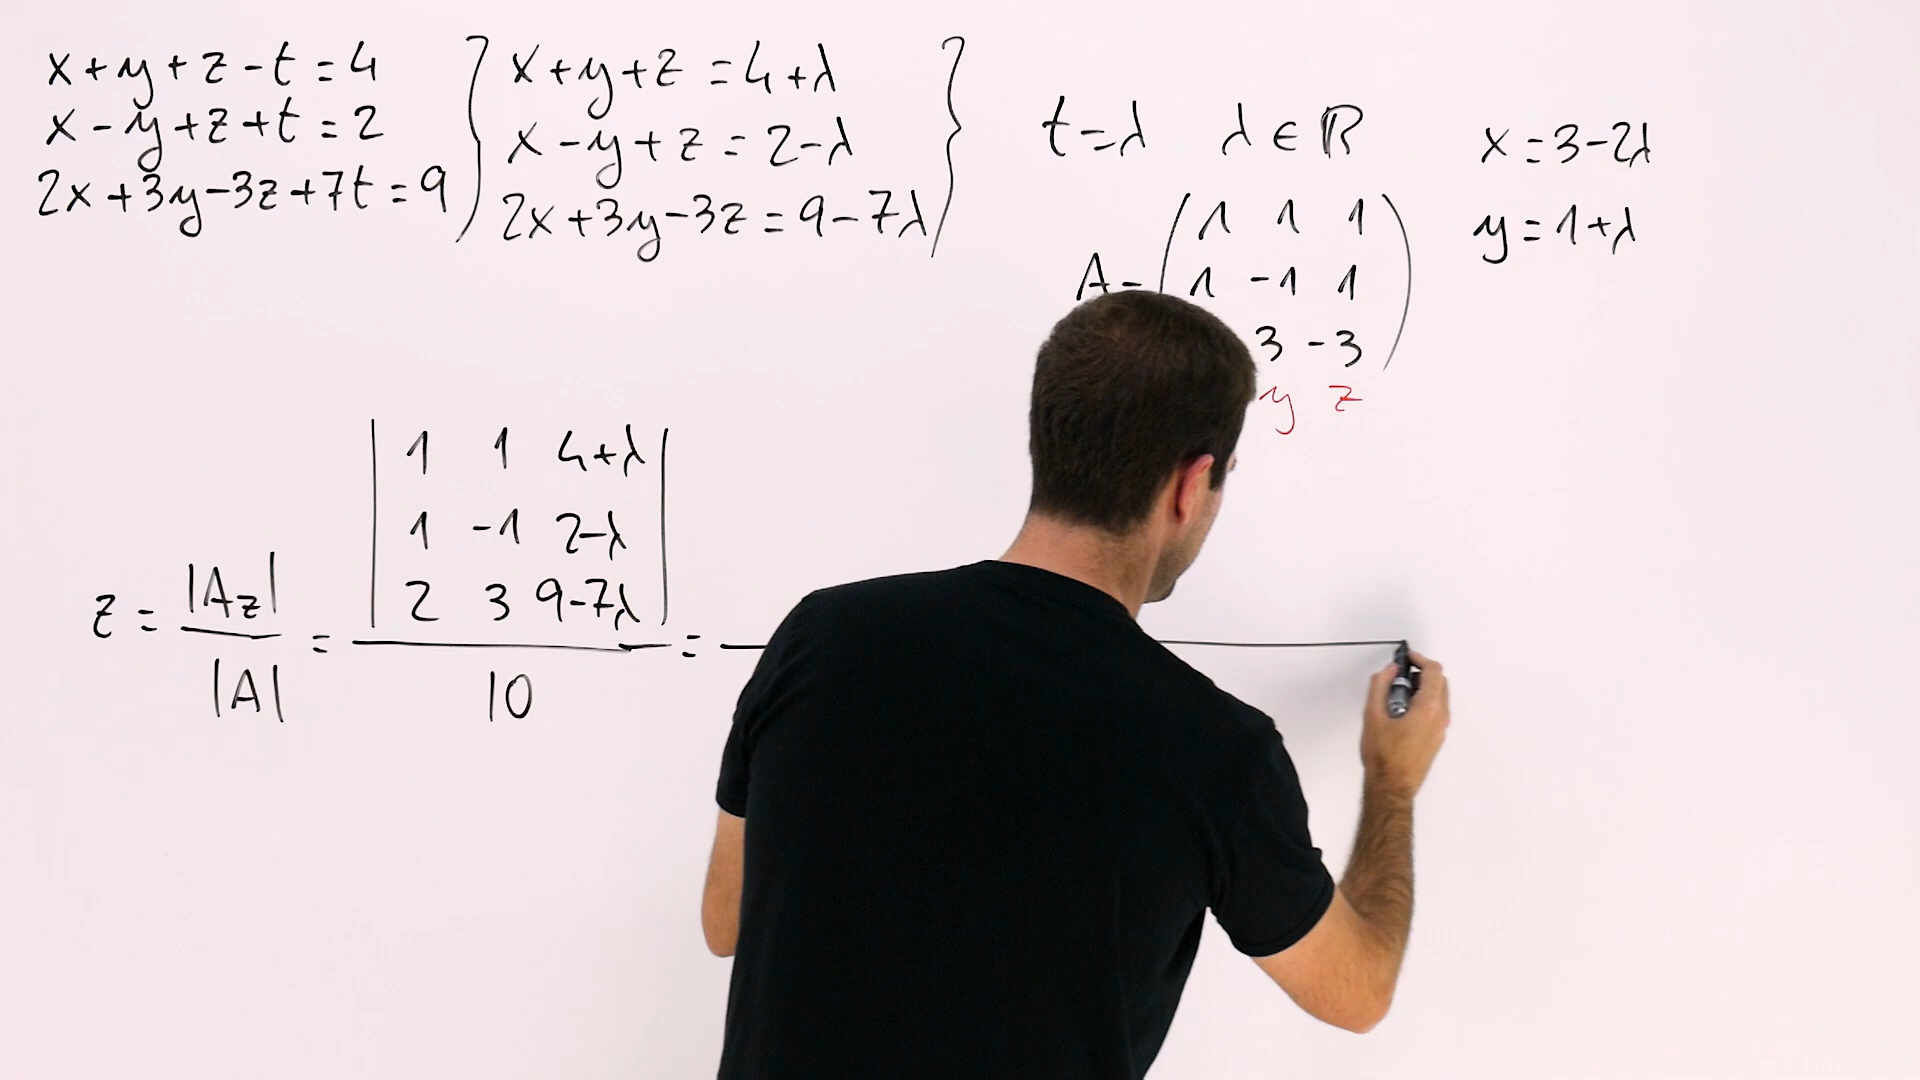 x+y+z-t=4
x-y+z+t=2
2x+3y-3z+7t=9
x+y+z=4+λ
x-y+z=2-λ
2x+3y-3z=9-7λ
t=λ λ∈ℝ
A=
1 1 1
1 -1 1
3 -3
y z
x=3-2λ
y=1+λ
z=|Az|/|A|=
1 1 4+λ
1 -1 2-λ
2 3 9-7λ
10
=